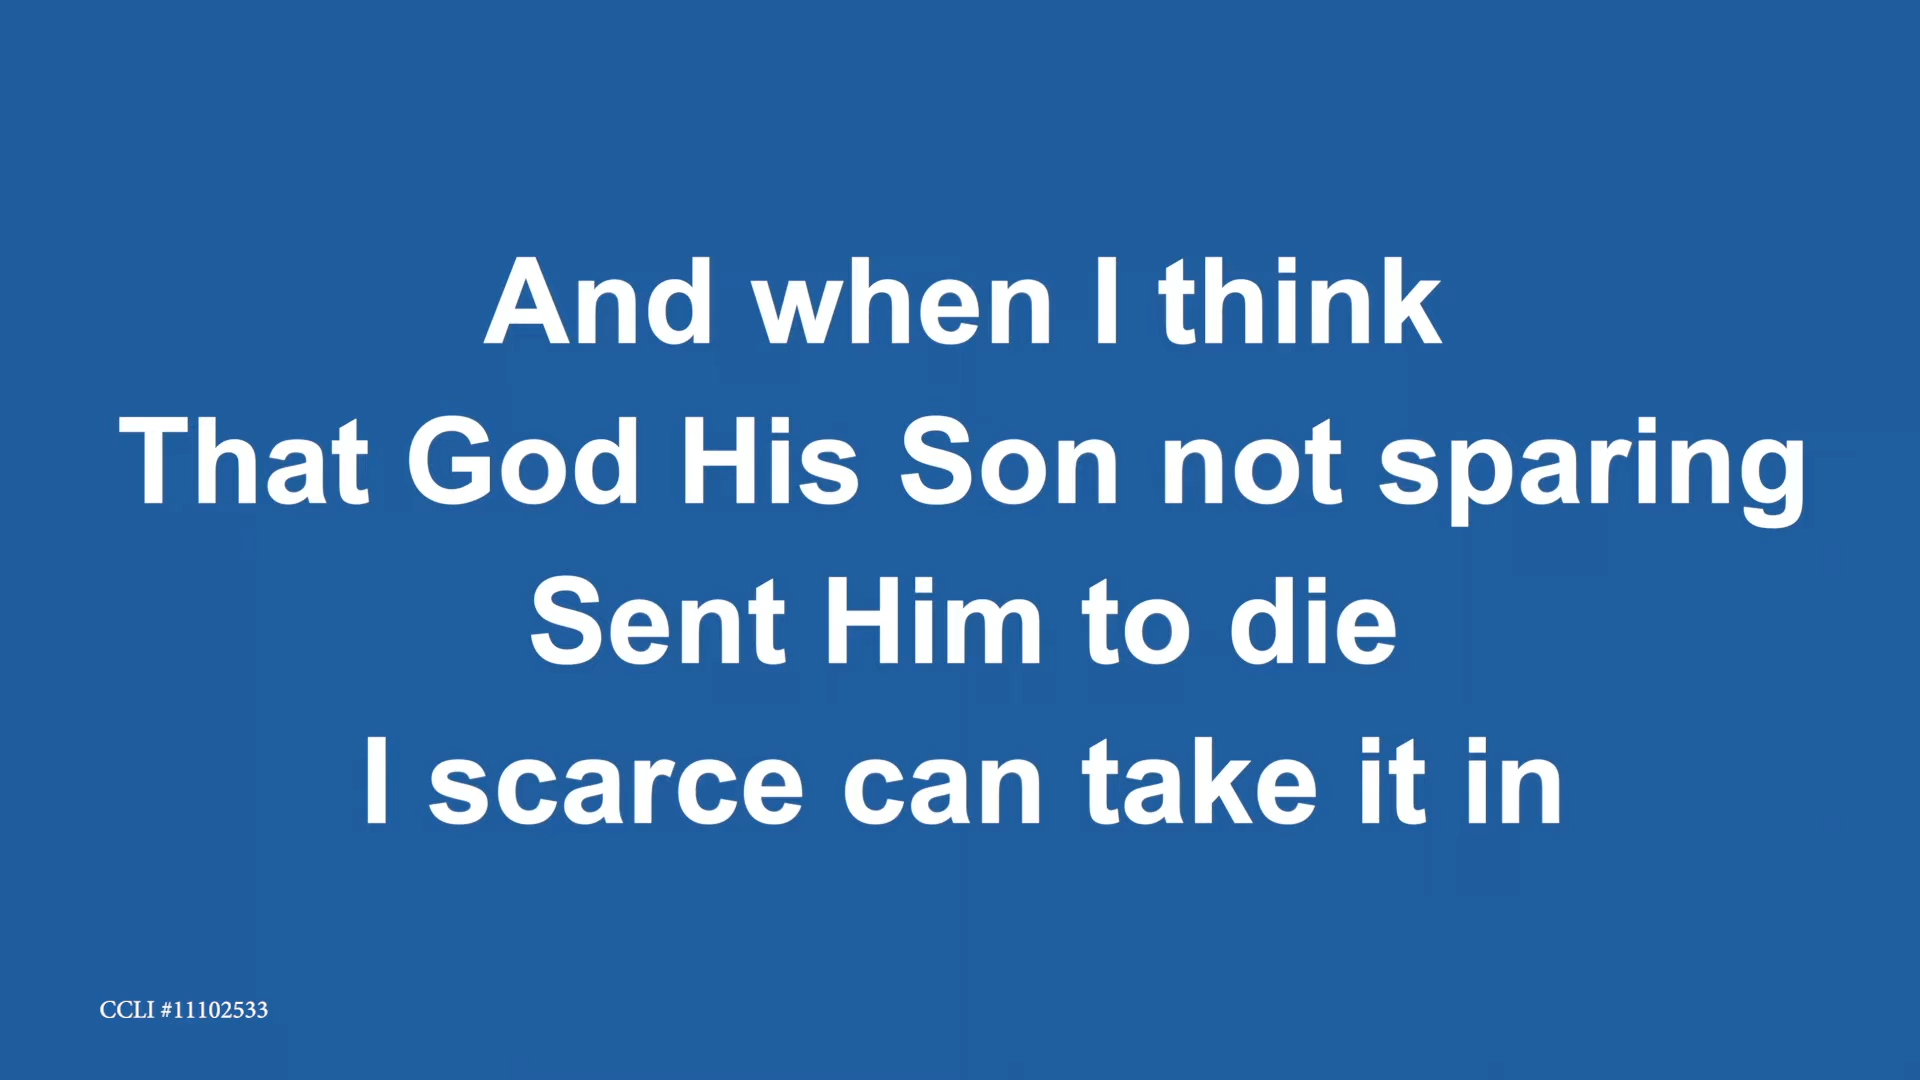 And when I think
That God His Son not sparing
Sent Him to die
I scarce can take it in
CCLI #11102533